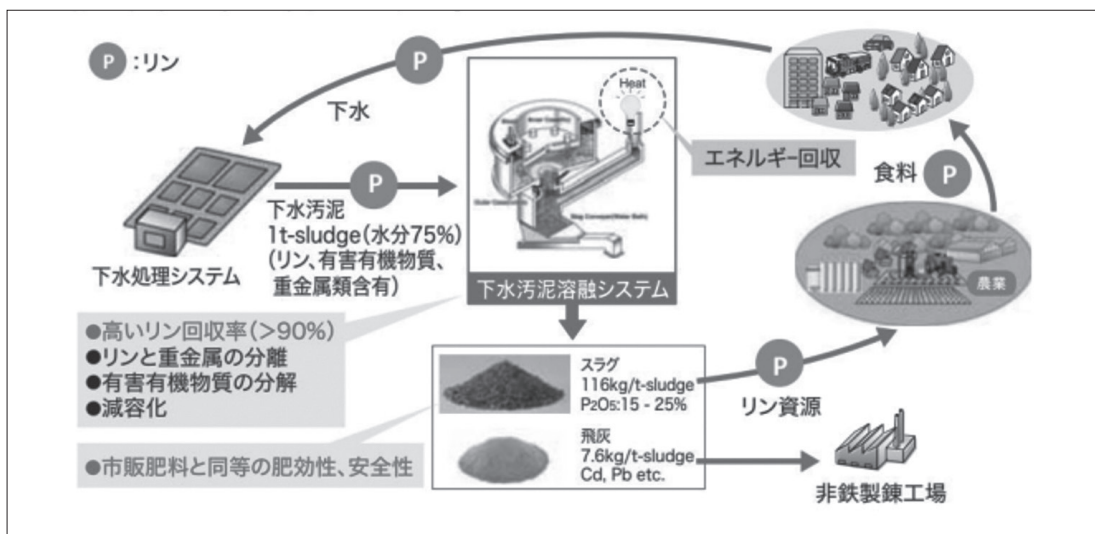 P
:リン
P
下水
Heat
エネルギー回収
食料
P
P
下水汚泥
1t-sludge(水分75%)
(リン、有害有機物質、
重金属類含有)
下水処理システム
下水汚泥溶融システム
農業
●高いリン回収率(>90%)
●リンと重金属の分離
●有害有機物質の分解
●減容化
●市販肥料と同等の肥効性、安全性
スラグ
116kg/t-sludge
P2O5:15 - 25%
飛灰
7.6kg/t-sludge
Cd, Pb etc.
P
リン資源
非鉄製錬工場